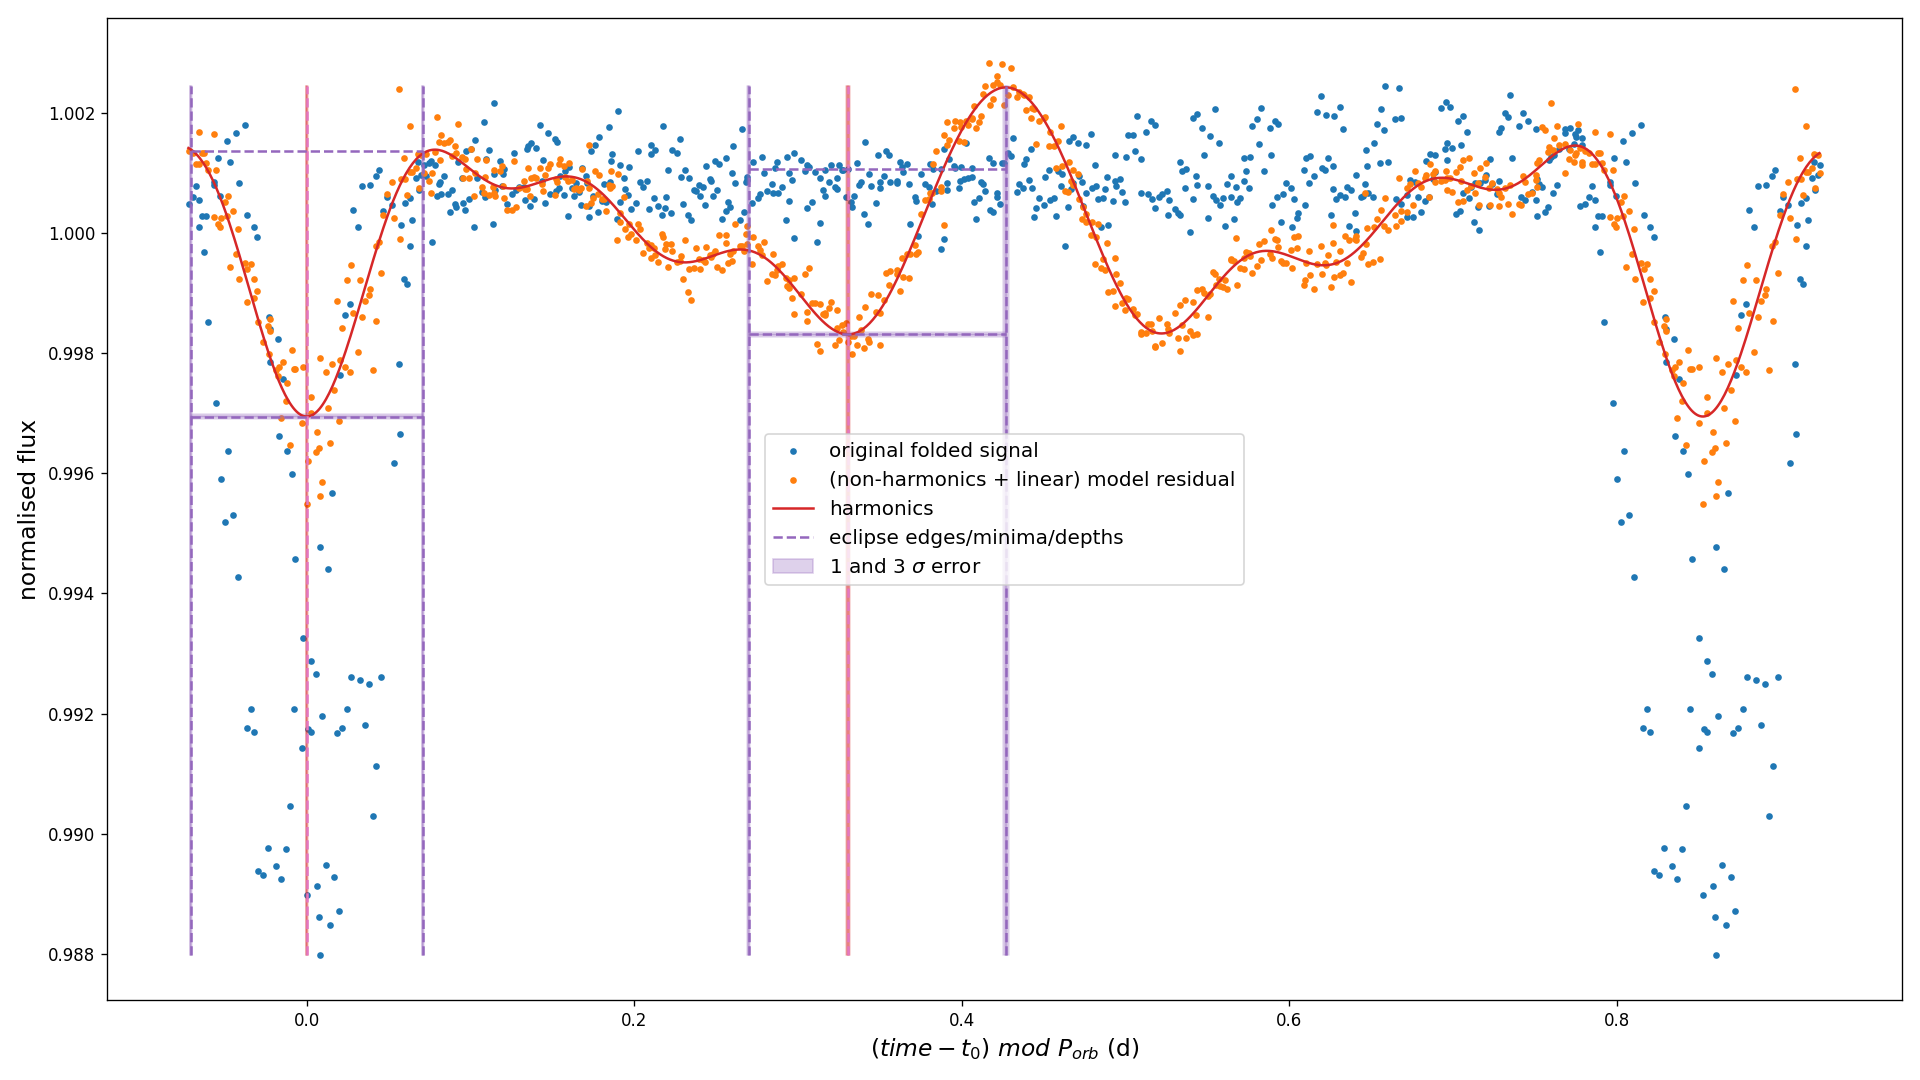 1.002
1.000
0.998
0.996
0.994
0.992
0.990
0.988
normalised flux
original folded signal
(non-harmonics + linear) model residual
harmonics
eclipse edges/minima/depths
1 and 3 σ error
0.0 0.2 0.4 0.6 0.8
(time − t₀) mod P_orb (d)